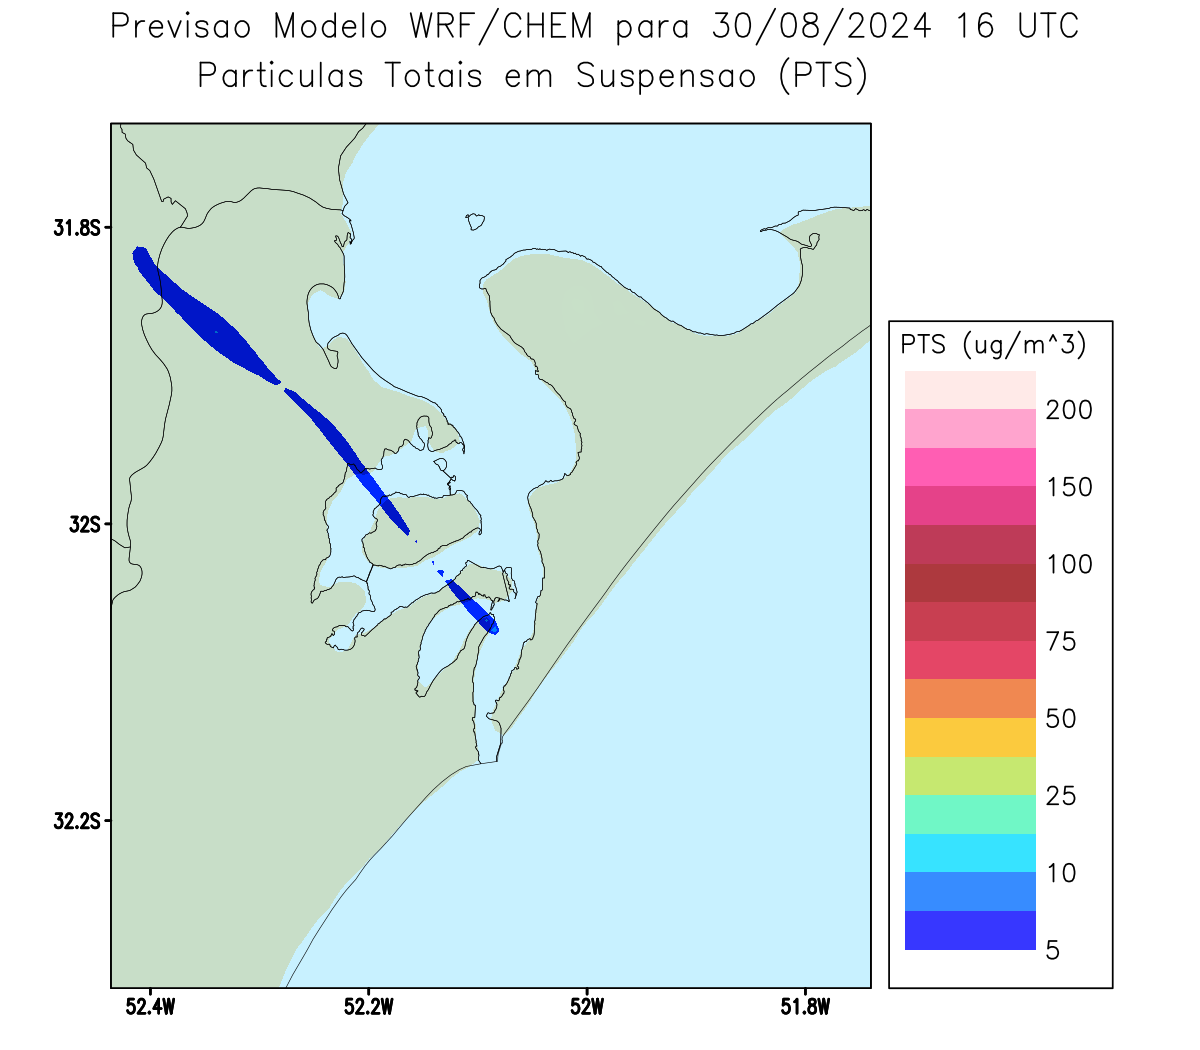 Previsao Modelo WRF/CHEM para 30/08/2024 16 UTC
Particulas Totais em Suspensao (PTS)
31.8S
32S
32.2S
52.4W
52.2W
52W
51.8W
PTS (ug/m^3)
200
150
100
75
50
25
10
5